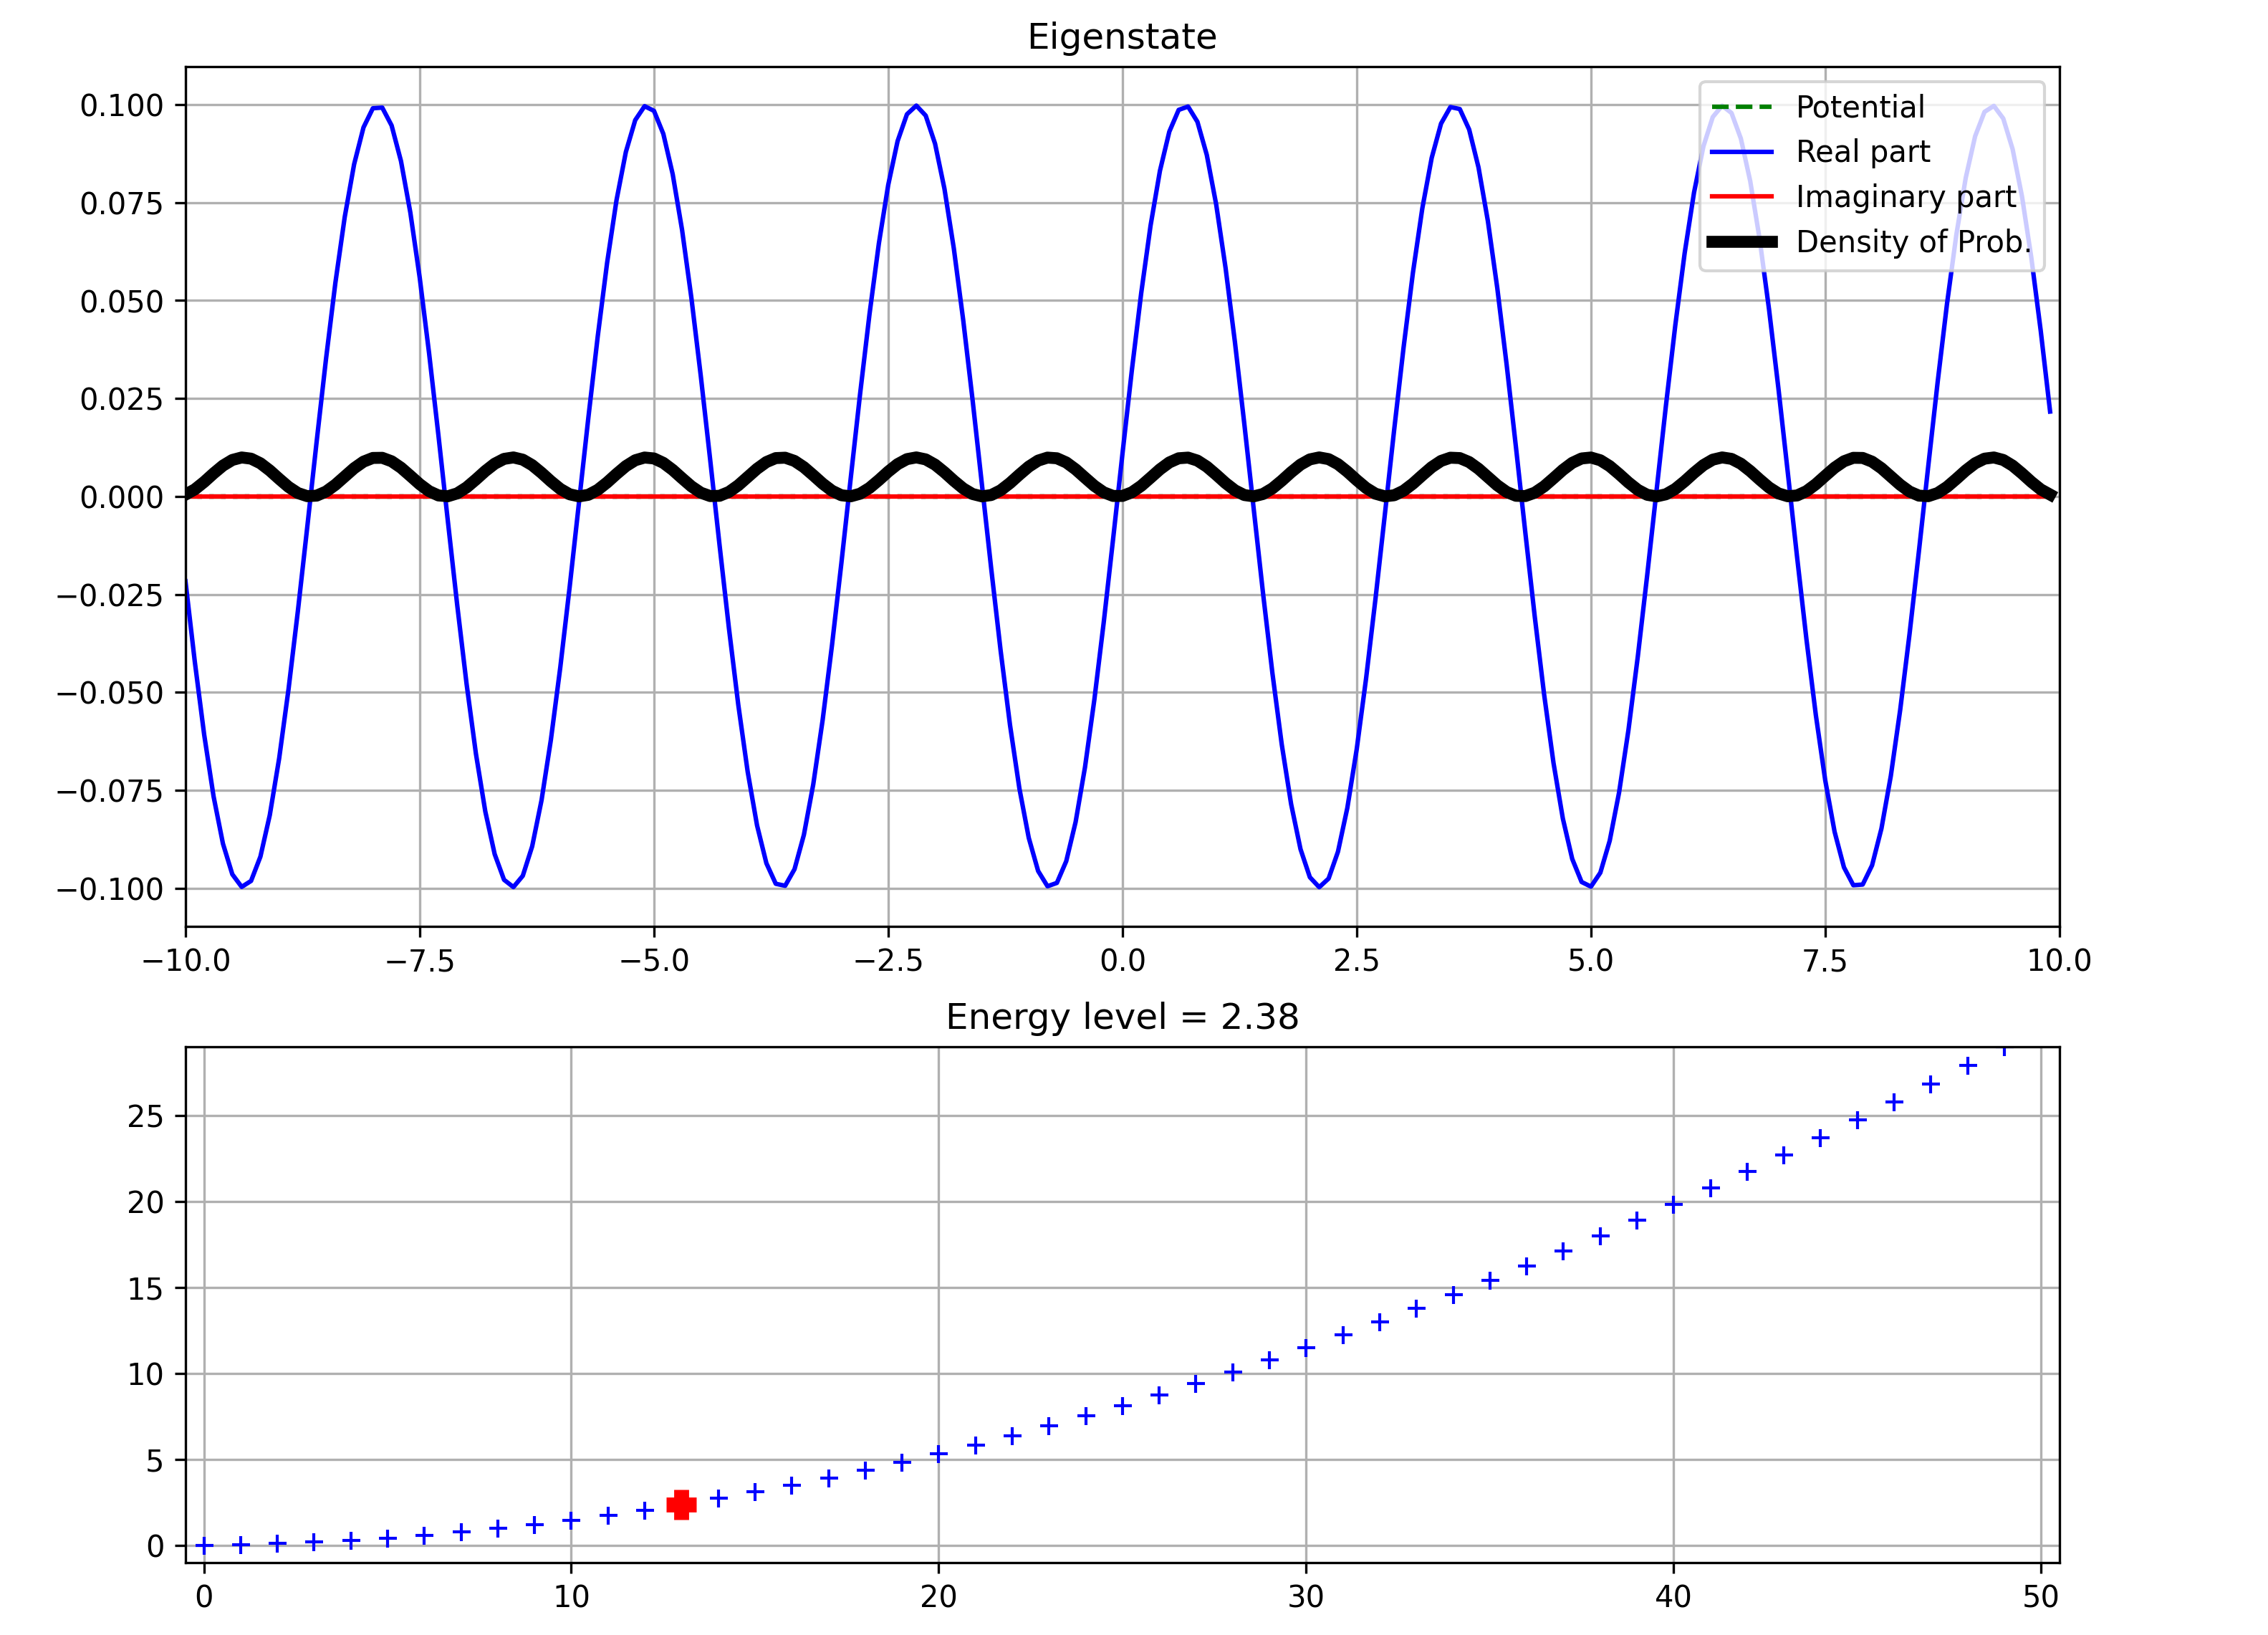 Eigenstate
0.100
0.075
0.050
0.025
0.000
−0.025
−0.050
−0.075
−0.100
Potential
Real part
Imaginary part
Density of Prob.
−10.0 −7.5 −5.0 −2.5 0.0 2.5 5.0 7.5 10.0
Energy level = 2.38
25
20
15
10
5
0
0 10 20 30 40 50